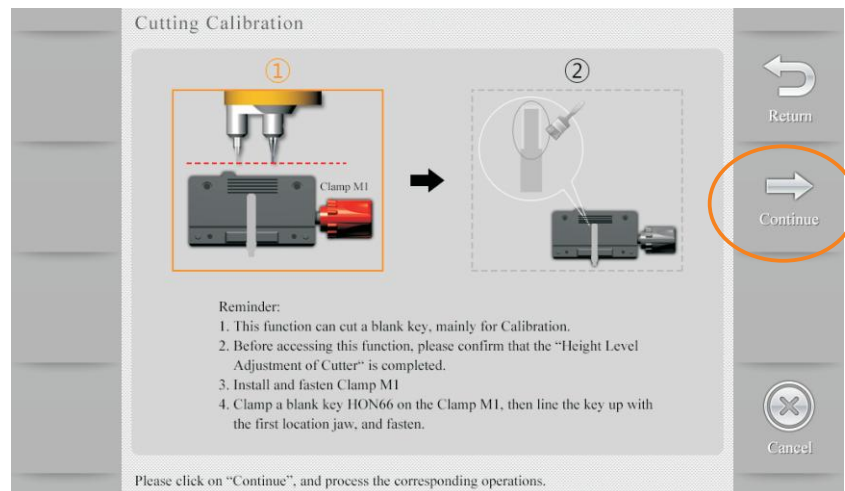 Cutting Calibration
①
②
Return
Clamp M1
Continue
Reminder:
1. This function can cut a blank key, mainly for Calibration.
2. Before accessing this function, please confirm that the “Height Level
Adjustment of Cutter“ is completed.
3. Install and fasten Clamp M1
4. Clamp a blank key HON66 on the Clamp M1, then line the key up with
the first location jaw, and fasten.
Cancel
Please click on “Continue”, and process the corresponding operations.